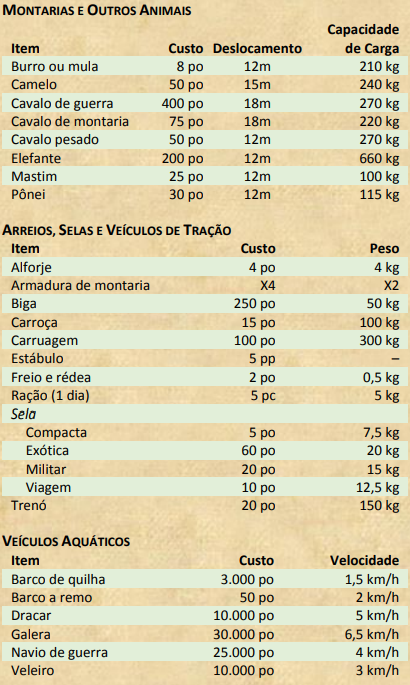 MONTARIAS E OUTROS ANIMAIS
Capacidade
Item Custo Deslocamento de Carga
Burro ou mula 8 po 12m 210 kg
Camelo 50 po 15m 240 kg
Cavalo de guerra 400 po 18m 270 kg
Cavalo de montaria 75 po 18m 220 kg
Cavalo pesado 50 po 12m 270 kg
Elefante 200 po 12m 660 kg
Mastim 25 po 12m 100 kg
Pônei 30 po 12m 115 kg
ARREIOS, SELAS E VEÍCULOS DE TRAÇÃO
Item Custo Peso
Alforje 4 po 4 kg
Armadura de montaria X4 X2
Biga 250 po 50 kg
Carroça 15 po 100 kg
Carruagem 100 po 300 kg
Estábulo 5 pp –
Freio e rédea 2 po 0,5 kg
Ração (1 dia) 5 pc 5 kg
Sela
Compacta 5 po 7,5 kg
Exótica 60 po 20 kg
Militar 20 po 15 kg
Viagem 10 po 12,5 kg
Trenó 20 po 150 kg
VEÍCULOS AQUÁTICOS
Item Custo Velocidade
Barco de quilha 3.000 po 1,5 km/h
Barco a remo 50 po 2 km/h
Dracar 10.000 po 5 km/h
Galera 30.000 po 6,5 km/h
Navio de guerra 25.000 po 4 km/h
Veleiro 10.000 po 3 km/h